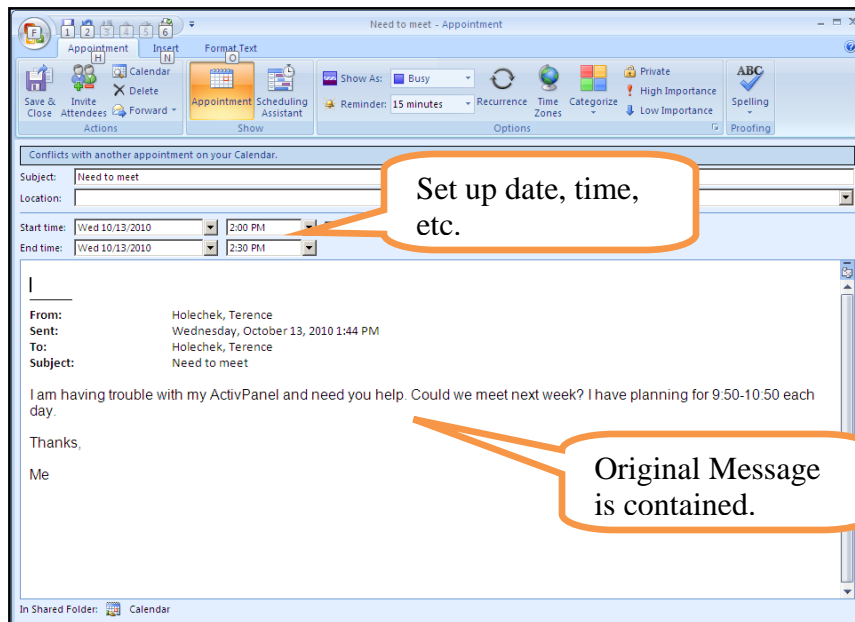 Need to meet - Appointment
F 1 2 3 4 5 6
Appointment Insert Format Text
H N O
Save & Close
Invite Attendees
Calendar
Delete
Forward
Actions
Appointment
Scheduling Assistant
Show
Show As: Busy
Reminder: 15 minutes
Recurrence
Time Zones
Categorize
Private
High Importance
Low Importance
Options
ABC
Spelling
Proofing
Conflicts with another appointment on your Calendar.
Subject: Need to meet
Location:
Start time: Wed 10/13/2010 2:00 PM
End time: Wed 10/13/2010 2:30 PM
Set up date, time,
etc.
From: Holechek, Terence
Sent: Wednesday, October 13, 2010 1:44 PM
To: Holechek, Terence
Subject: Need to meet
I am having trouble with my ActivPanel and need you help. Could we meet next week? I have planning for 9:50-10:50 each
day.
Thanks,
Me
Original Message
is contained.
In Shared Folder: Calendar